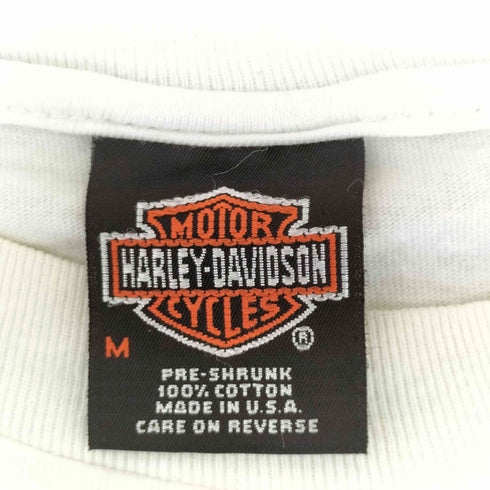 MOTOR
HARLEY-DAVIDSON
CYCLES
®
M
PRE-SHRUNK
100% COTTON
MADE IN U.S.A.
CARE ON REVERSE